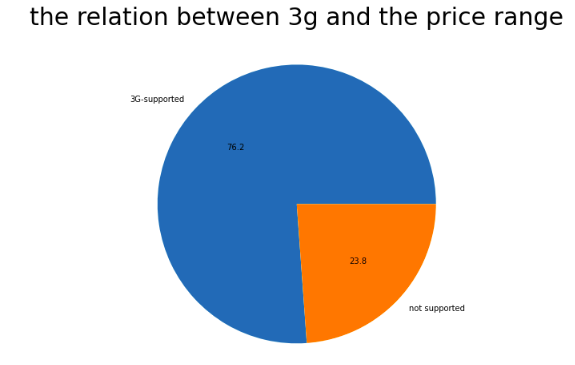 the relation between 3g and the price range
3G-supported
76.2
23.8
not supported